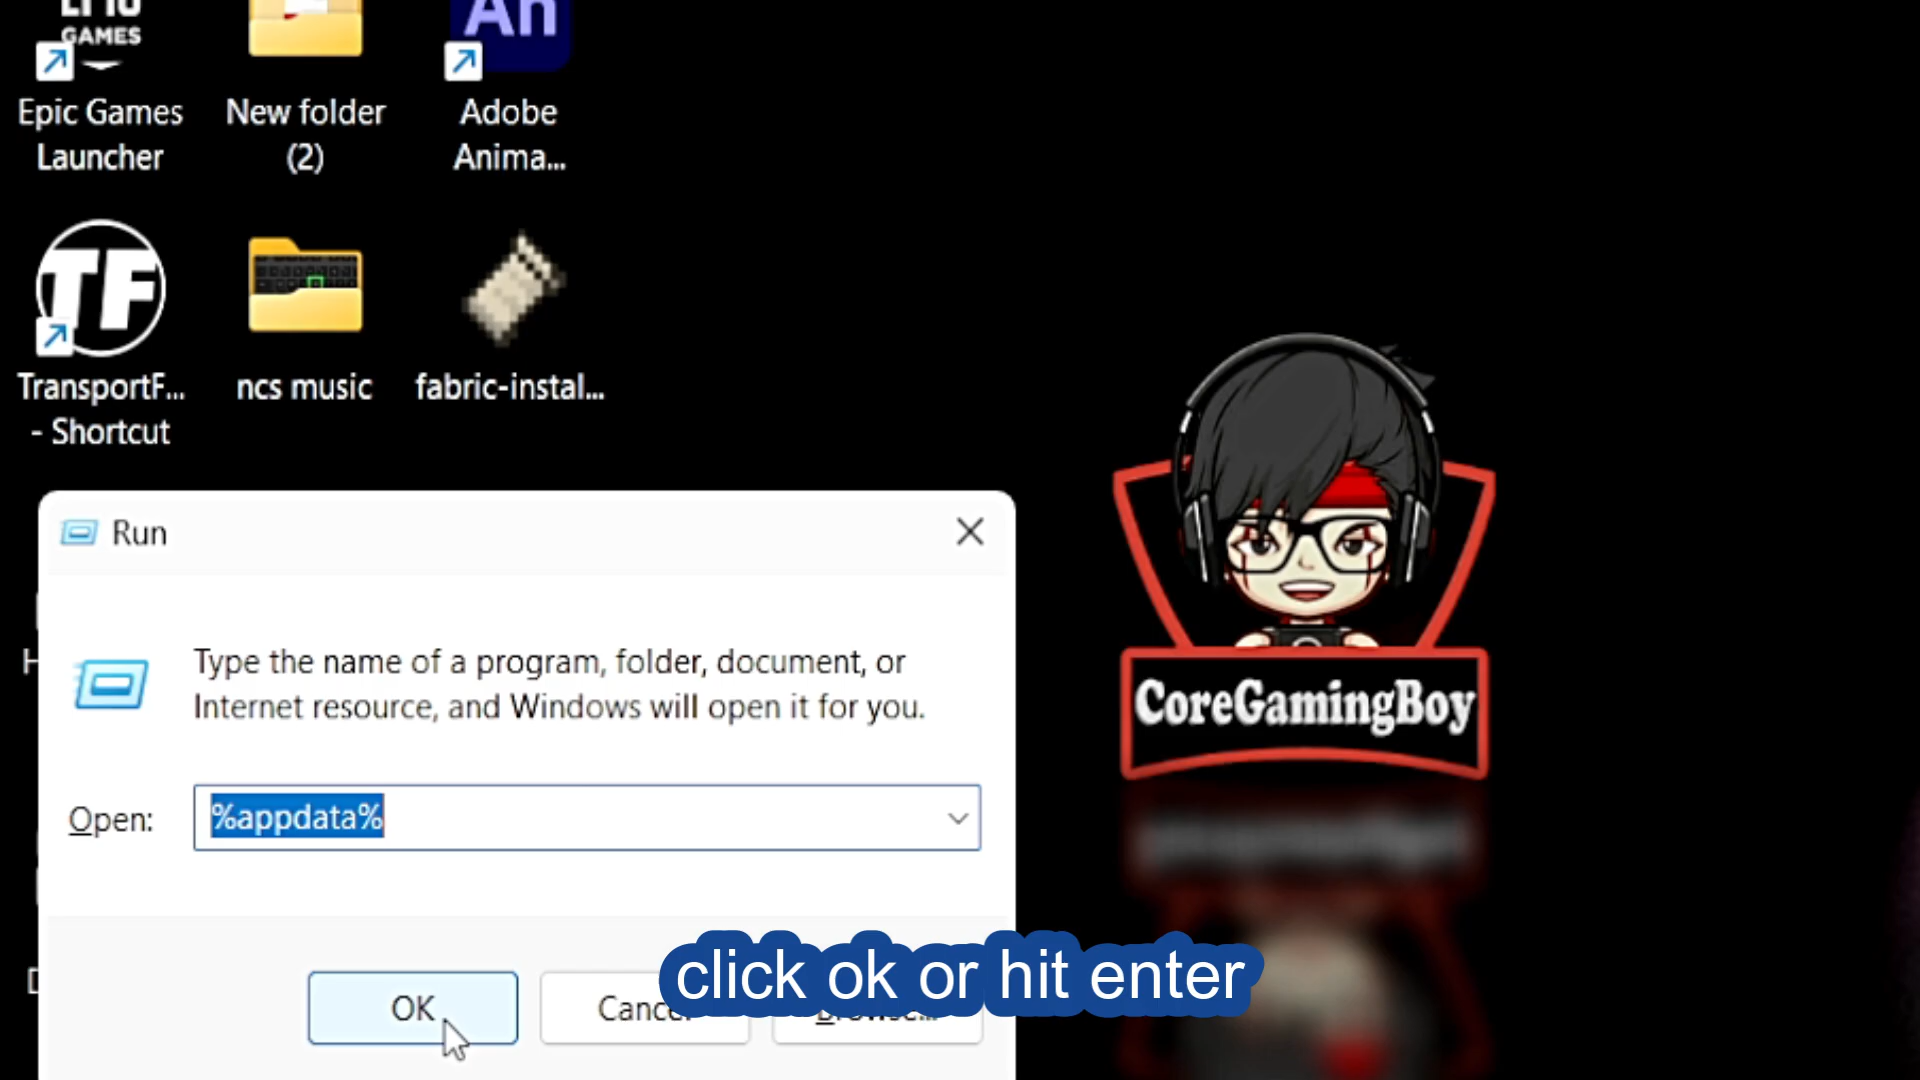 GAMES
Epic Games
Launcher
New folder
(2)
An
Adobe
Anima...
TF
TransportF...
- Shortcut
ncs music
fabric-instal...
Run
Type the name of a program, folder, document, or
Internet resource, and Windows will open it for you.
Open:
%appdata%
OK
click ok or hit enter
CoreGamingBoy